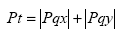 Pt = |Pqx| + |Pqy|